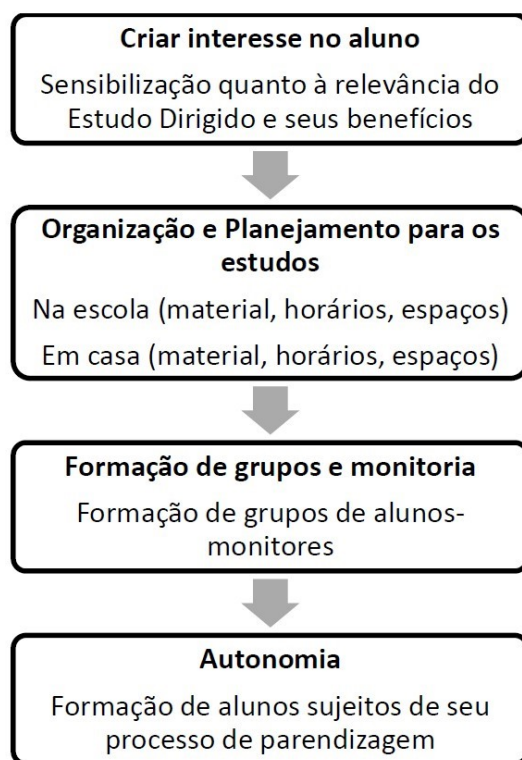 Criar interesse no aluno
Sensibilização quanto à relevância do
Estudo Dirigido e seus benefícios
Organização e Planejamento para os
estudos
Na escola (material, horários, espaços)
Em casa (material, horários, espaços)
Formação de grupos e monitoria
Formação de grupos de alunos-
monitores
Autonomia
Formação de alunos sujeitos de seu
processo de parendizagem